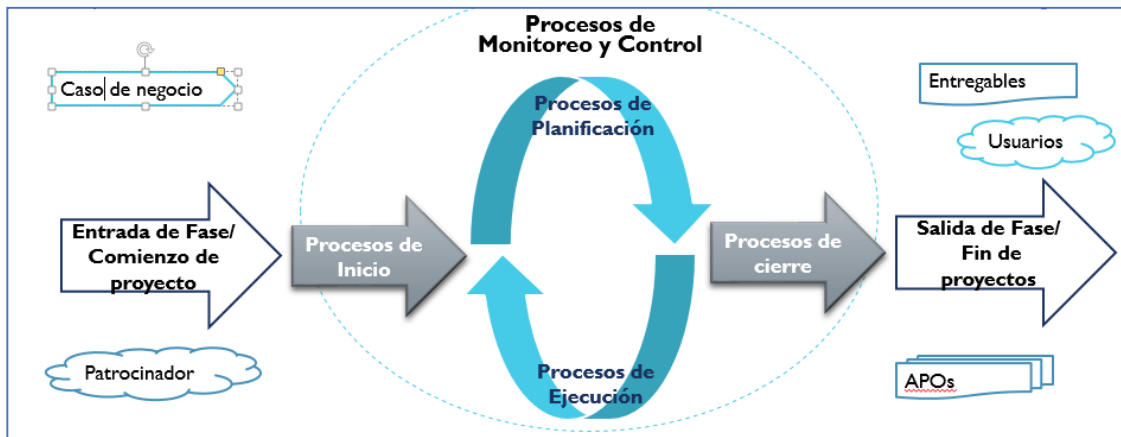 Procesos de
Monitoreo y Control
Caso de negocio
Procesos de
Planificación
Entregables
Usuarios
Entrada de Fase/
Comienzo de
proyecto
Procesos de
Inicio
Procesos de
cierre
Salida de Fase/
Fin de
proyectos
Patrocinador
Procesos de
Ejecución
APOs